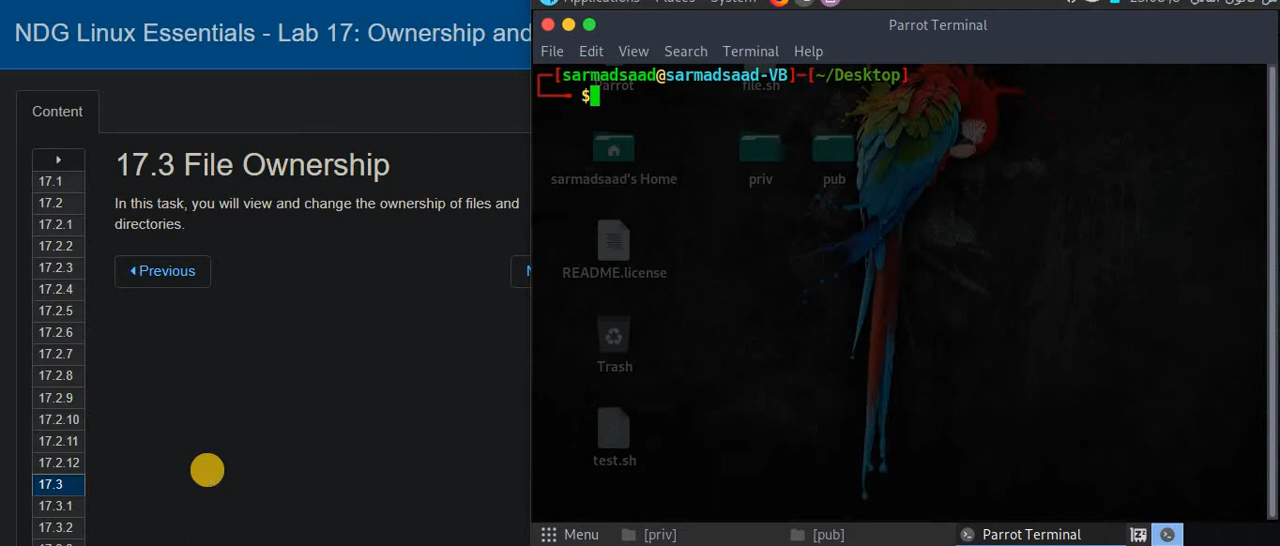 NDG Linux Essentials - Lab 17: Ownership and
Content
17.1
17.2
17.2.1
17.2.2
17.2.3
17.2.4
17.2.5
17.2.6
17.2.7
17.2.8
17.2.9
17.2.10
17.2.11
17.2.12
17.3
17.3.1
17.3.2
17.3 File Ownership
In this task, you will view and change the ownership of files and
directories.
Previous
N
Applications Places System
Parrot Terminal
File Edit View Search Terminal Help
[sarmadsaad@sarmadsaad-VB]-[~/Desktop]
$
Parrot
file.sh
sarmadsaad's Home
priv
pub
README.license
Trash
test.sh
Menu
[priv]
[pub]
Parrot Terminal